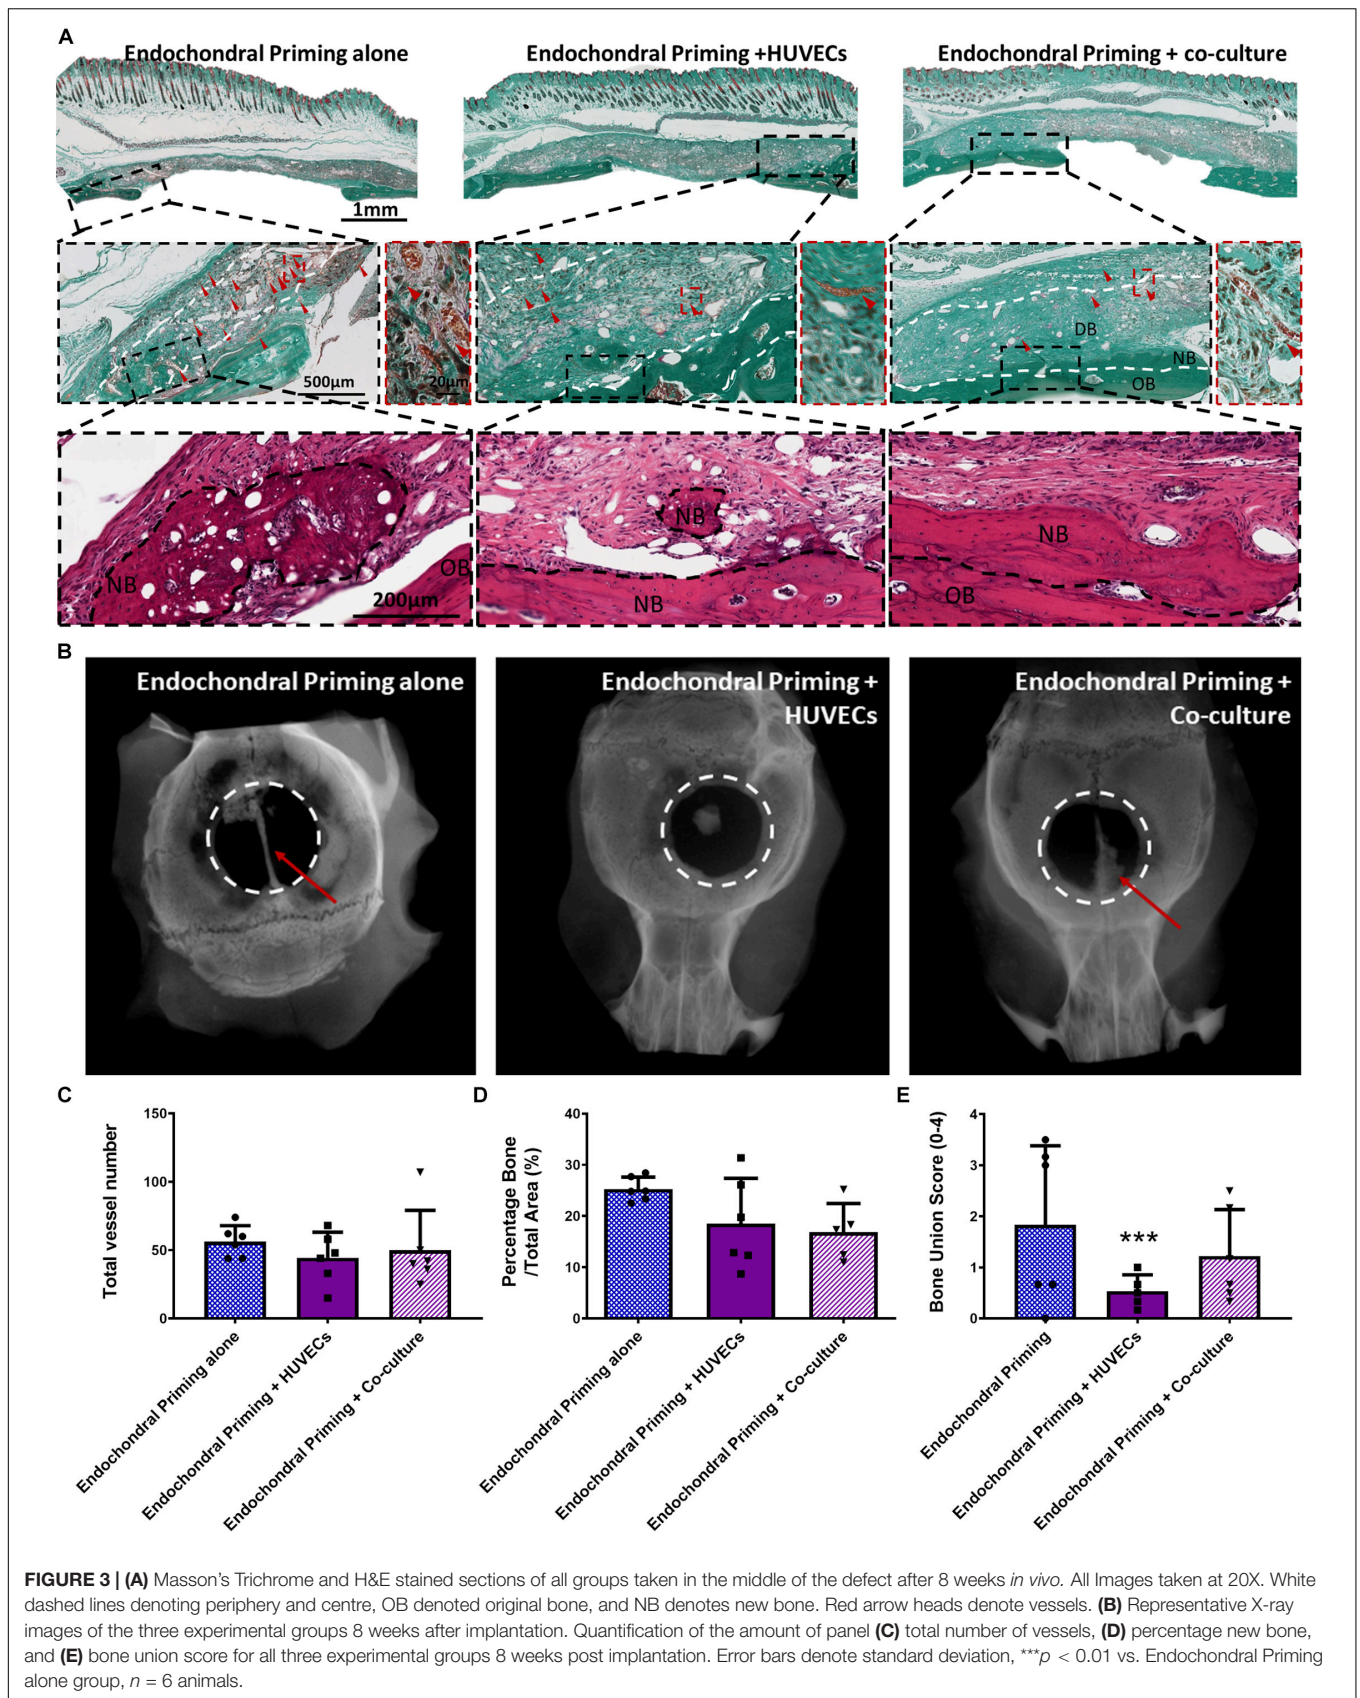 A
Endochondral Priming alone
Endochondral Priming +HUVECs
Endochondral Priming + co-culture
1mm
500µm
20µm
DB
NB
OB
NB
OB
200µm
NB
NB
NB
OB
B
Endochondral Priming alone
Endochondral Priming +
HUVECs
Endochondral Priming +
Co-culture
C
Total vessel number
150
100
50
0
Endochondral Priming alone
Endochondral Priming + HUVECs
Endochondral Priming + Co-culture
D
Percentage Bone
/Total Area (%)
40
30
20
10
0
Endochondral Priming alone
Endochondral Priming + HUVECs
Endochondral Priming + Co-culture
E
Bone Union Score (0-4)
4
3
2
1
0
***
Endochondral Priming
Endochondral Priming + HUVECs
Endochondral Priming + Co-culture
FIGURE 3 | (A) Masson's Trichrome and H&E stained sections of all groups taken in the middle of the defect after 8 weeks in vivo. All Images taken at 20X. White
dashed lines denoting periphery and centre, OB denoted original bone, and NB denotes new bone. Red arrow heads denote vessels. (B) Representative X-ray
images of the three experimental groups 8 weeks after implantation. Quantification of the amount of panel (C) total number of vessels, (D) percentage new bone,
and (E) bone union score for all three experimental groups 8 weeks post implantation. Error bars denote standard deviation, ***p < 0.01 vs. Endochondral Priming
alone group, n = 6 animals.